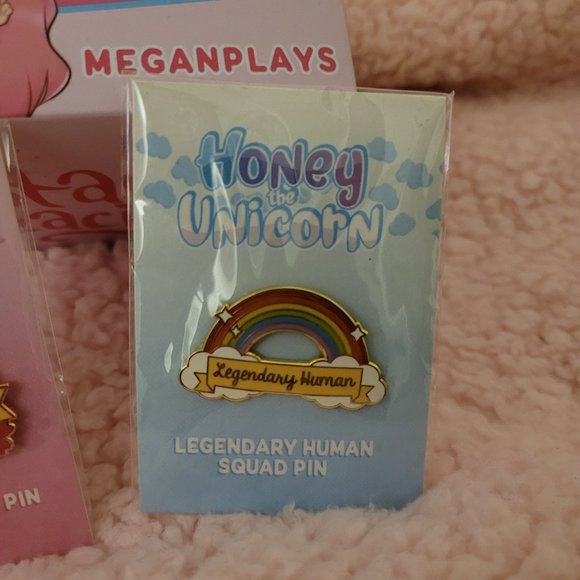 MEGANPLAYS
HONEY
the
UNICORN
Legendary Human
LEGENDARY HUMAN
SQUAD PIN
PIN